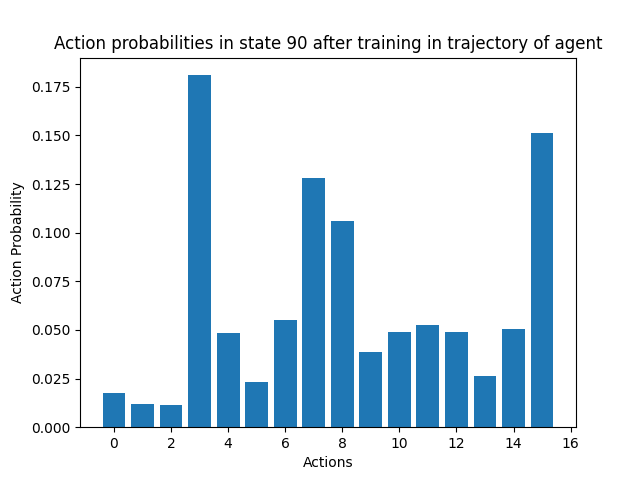 Action probabilities in state 90 after training in trajectory of agent
0.175
0.150
0.125
0.100
0.075
0.050
0.025
0.000
Action Probability
0 2 4 6 8 10 12 14 16
Actions